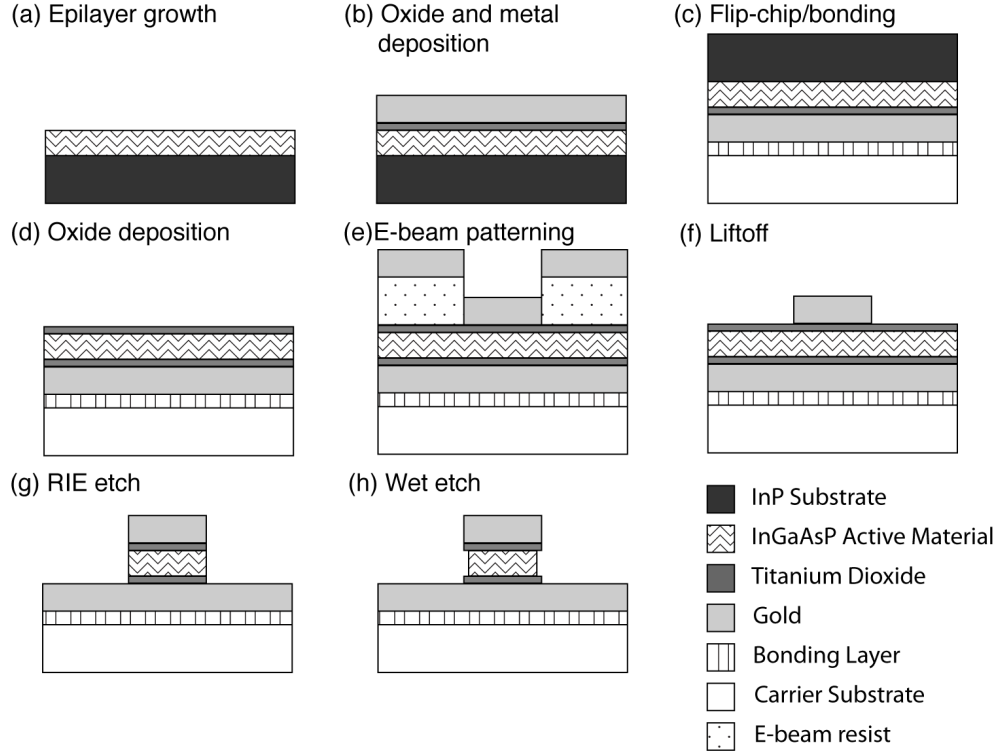 (a) Epilayer growth
(b) Oxide and metal
deposition
(c) Flip-chip/bonding
(d) Oxide deposition
(e)E-beam patterning
(f) Liftoff
(g) RIE etch
(h) Wet etch
InP Substrate
InGaAsP Active Material
Titanium Dioxide
Gold
Bonding Layer
Carrier Substrate
E-beam resist